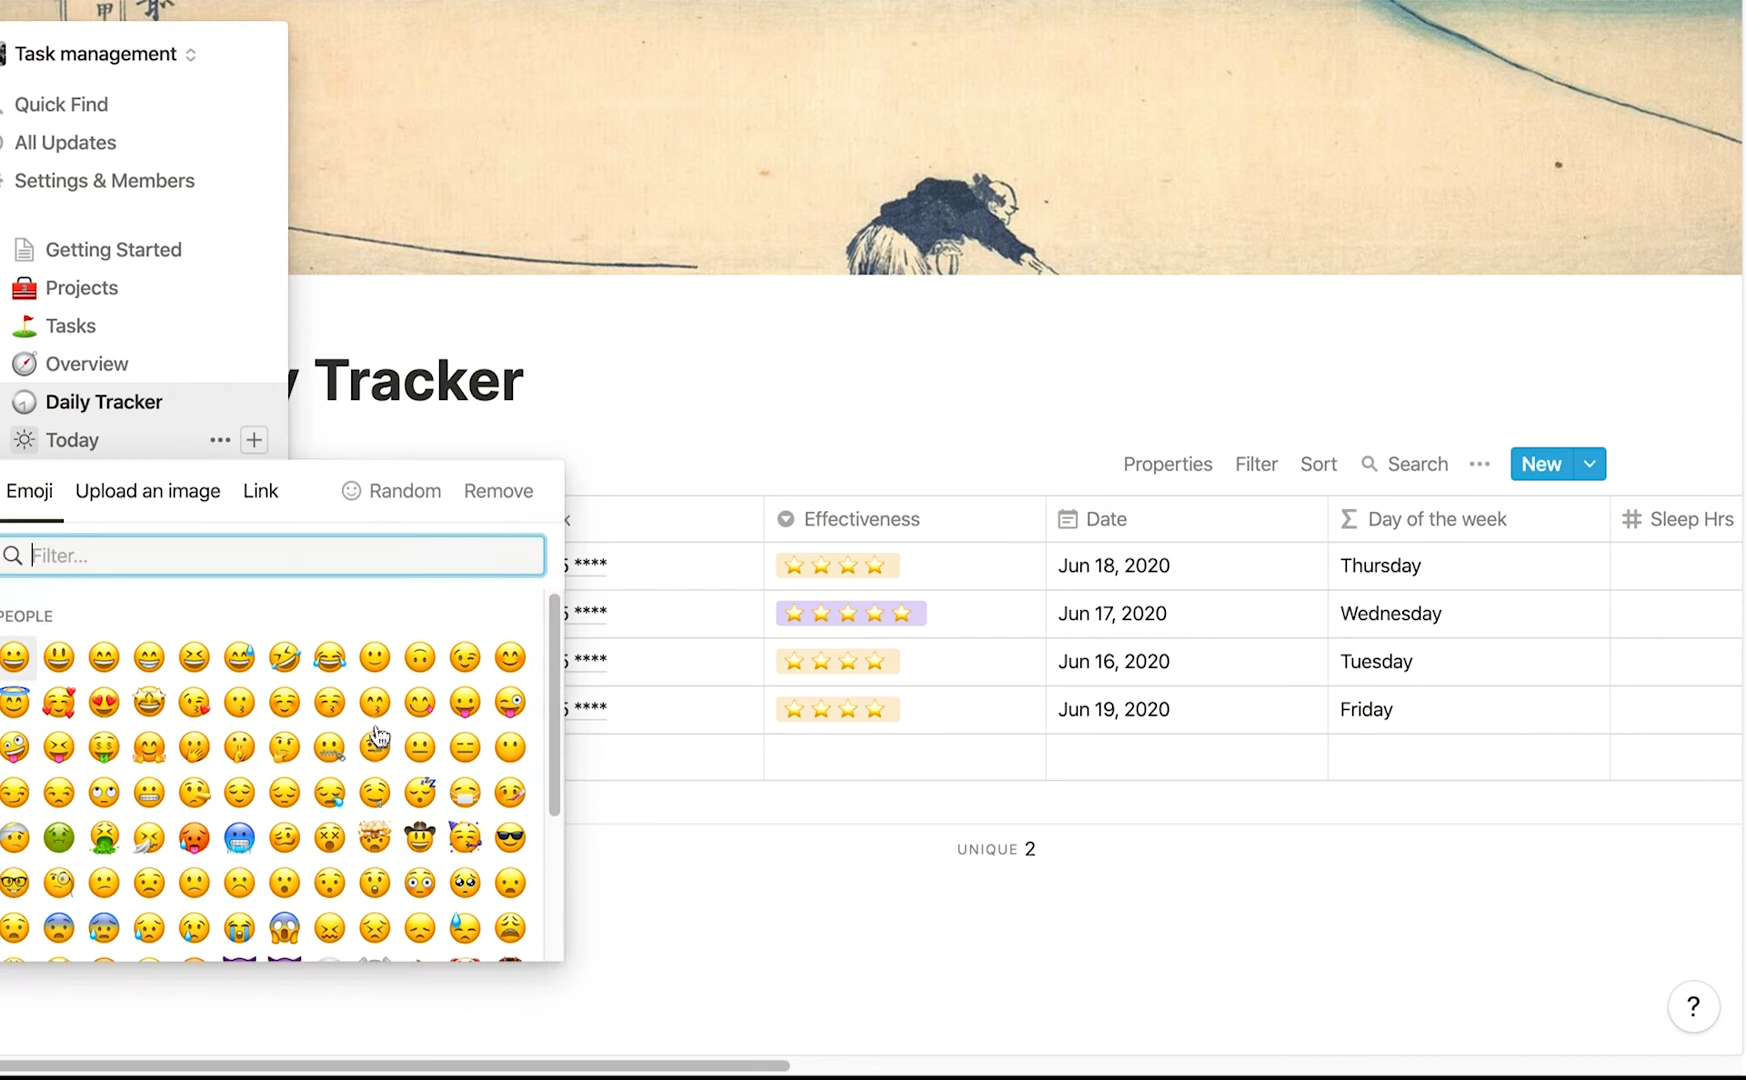 Task management
Quick Find
All Updates
Settings & Members
Getting Started
Projects
Tasks
Overview
Daily Tracker
Today
Tracker
Properties Filter Sort Search New
Emoji Upload an image Link Random Remove
Filter...
PEOPLE
Effectiveness Date Day of the week Sleep Hrs
**** Jun 18, 2020 Thursday
**** Jun 17, 2020 Wednesday
**** Jun 16, 2020 Tuesday
**** Jun 19, 2020 Friday
UNIQUE 2
?